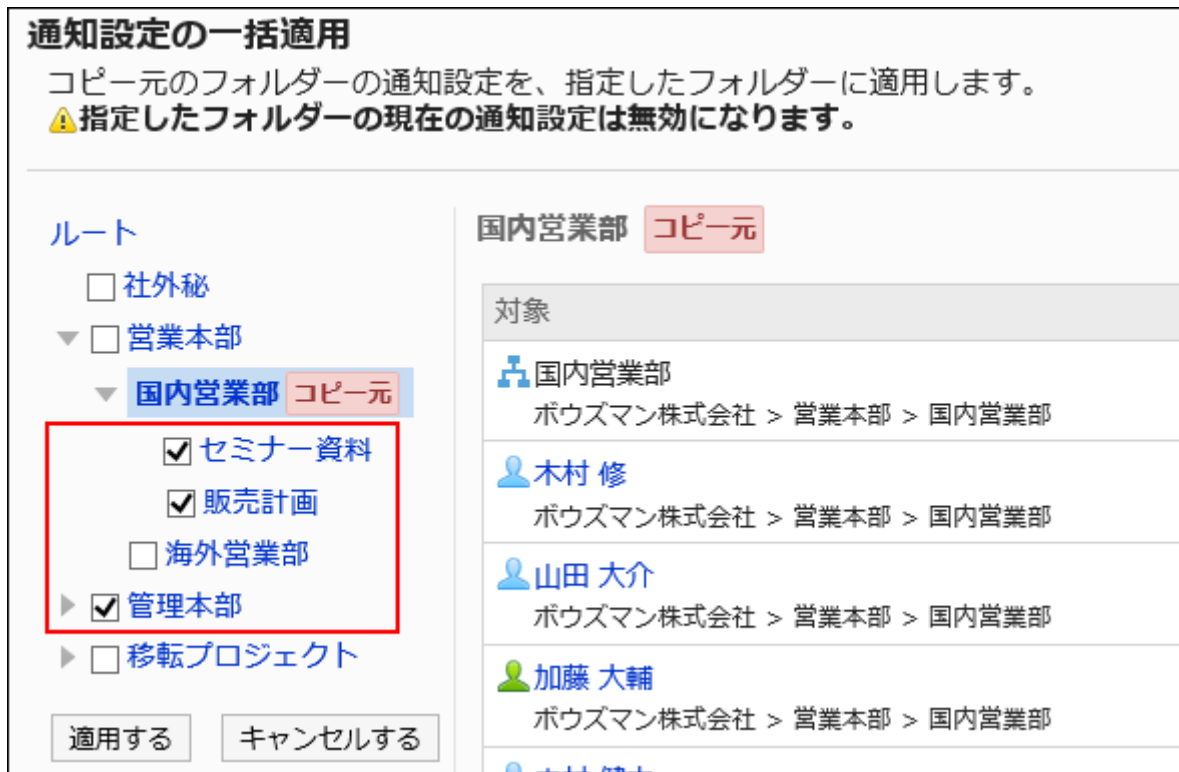 通知設定の一括適用
コピー元のフォルダーの通知設定を、指定したフォルダーに適用します。
指定したフォルダーの現在の通知設定は無効になります。
ルート
社外秘
営業本部
国内営業部 コピー元
セミナー資料
販売計画
海外営業部
管理本部
移転プロジェクト
適用する キャンセルする
国内営業部 コピー元
対象
国内営業部
ボウズマン株式会社 > 営業本部 > 国内営業部
木村 修
ボウズマン株式会社 > 営業本部 > 国内営業部
山田 大介
ボウズマン株式会社 > 営業本部 > 国内営業部
加藤 大輔
ボウズマン株式会社 > 営業本部 > 国内営業部